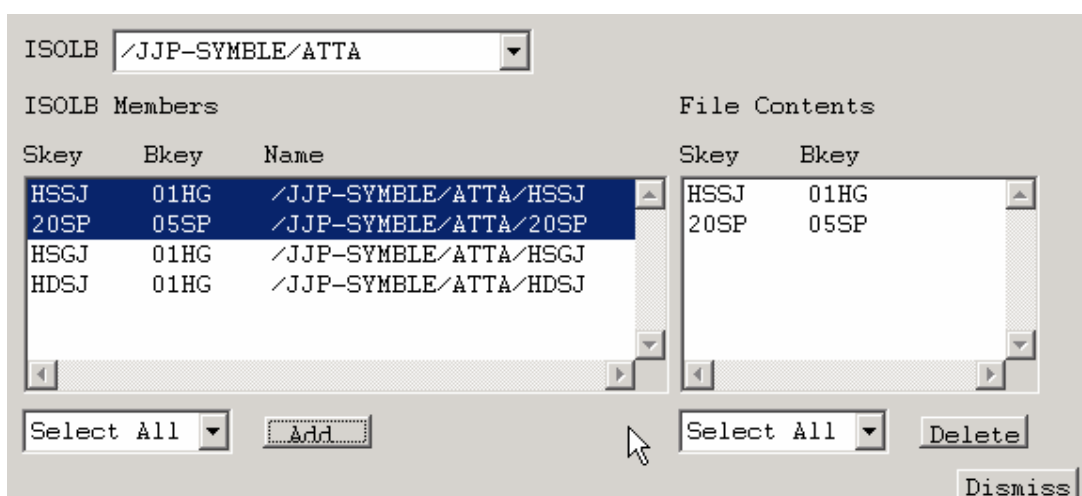 ISOLB /JJP-SYMBLE/ATTA
ISOLB Members File Contents
Skey Bkey Name Skey Bkey
HSSJ 01HG /JJP-SYMBLE/ATTA/HSSJ HSSJ 01HG
20SP 05SP /JJP-SYMBLE/ATTA/20SP 20SP 05SP
HSGJ 01HG /JJP-SYMBLE/ATTA/HSGJ
HDSJ 01HG /JJP-SYMBLE/ATTA/HDSJ
Select All Add Select All Delete
Dismiss